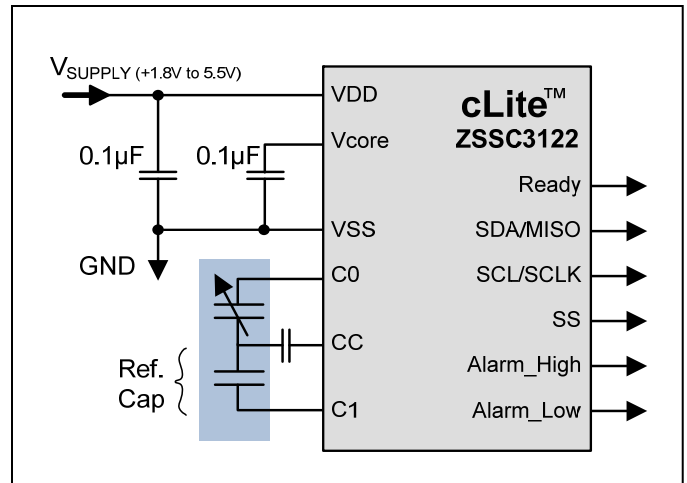 VSUPPLY (+1.8V to 5.5V)
VDD
cLite™
ZSSC3122
0.1µF
0.1µF
Vcore
Ready
VSS
SDA/MISO
GND
C0
SCL/SCLK
SS
CC
Ref.
Cap
Alarm_High
C1
Alarm_Low